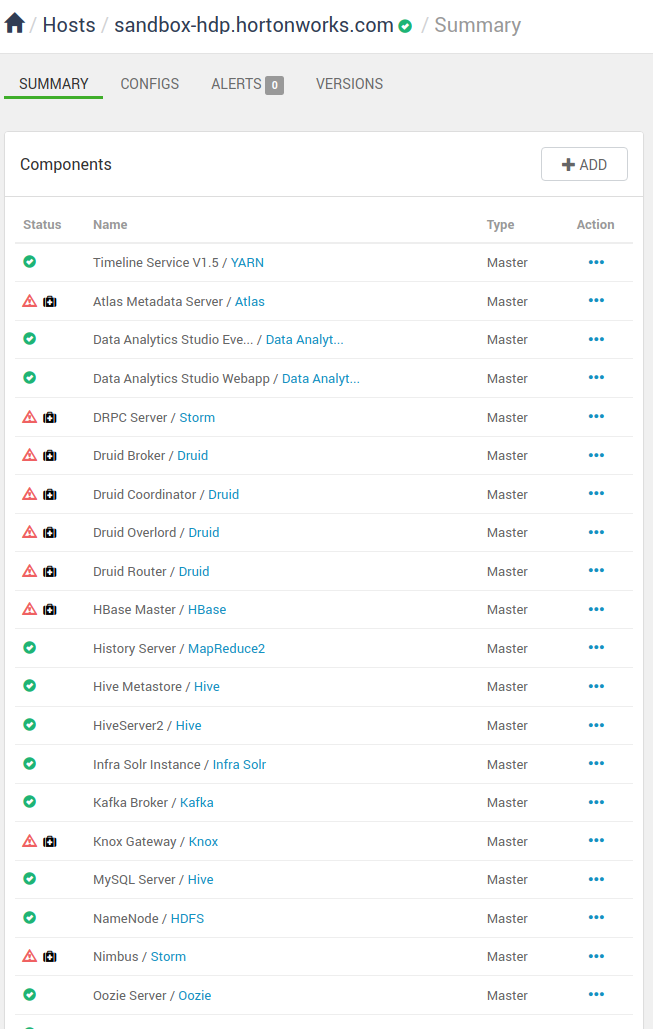 / Hosts / sandbox-hdp.hortonworks.com / Summary
SUMMARY CONFIGS ALERTS 0 VERSIONS
Components ADD
Status Name Type Action
Timeline Service V1.5 / YARN Master
Atlas Metadata Server / Atlas Master
Data Analytics Studio Eve... / Data Analyt... Master
Data Analytics Studio Webapp / Data Analyt... Master
DRPC Server / Storm Master
Druid Broker / Druid Master
Druid Coordinator / Druid Master
Druid Overlord / Druid Master
Druid Router / Druid Master
HBase Master / HBase Master
History Server / MapReduce2 Master
Hive Metastore / Hive Master
HiveServer2 / Hive Master
Infra Solr Instance / Infra Solr Master
Kafka Broker / Kafka Master
Knox Gateway / Knox Master
MySQL Server / Hive Master
NameNode / HDFS Master
Nimbus / Storm Master
Oozie Server / Oozie Master